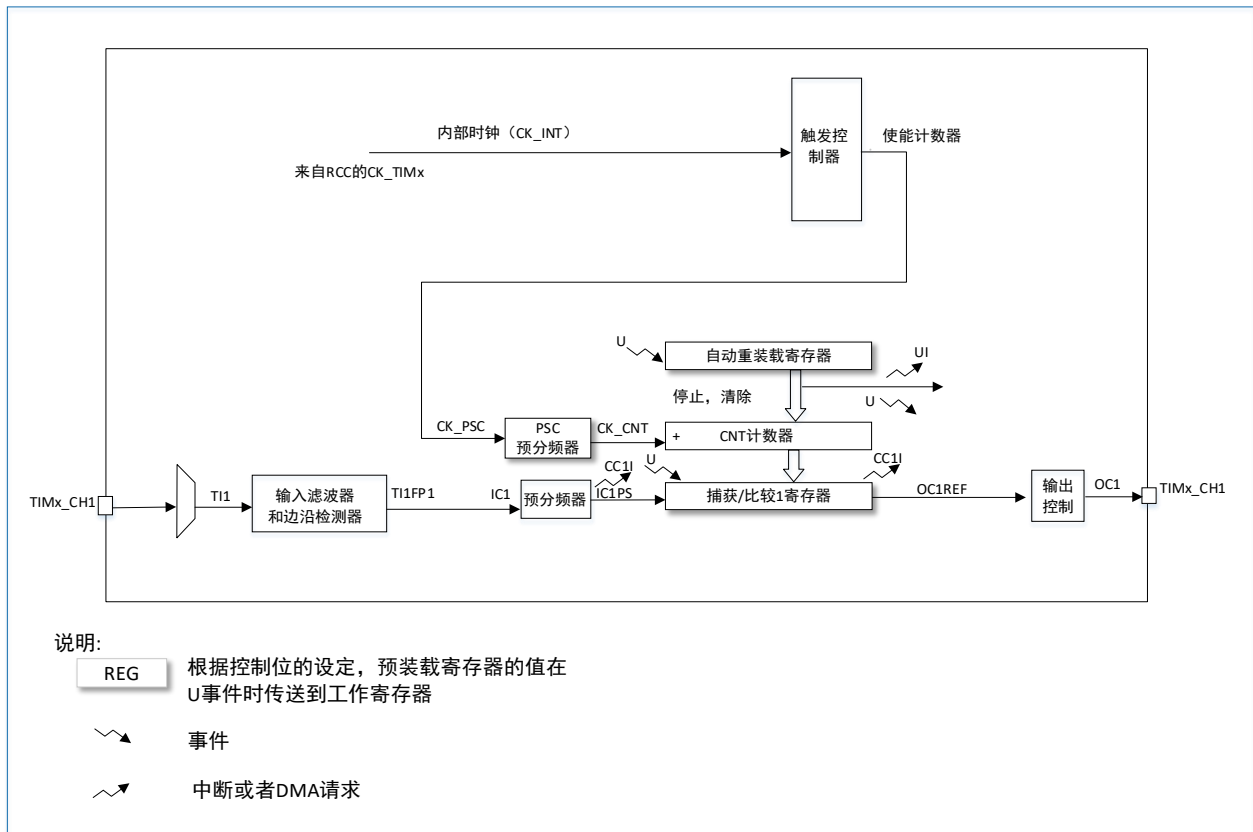 内部时钟（CK_INT）
来自RCC的CK_TIMx
触发控
制器
使能计数器
U
自动重装载寄存器
UI
停止，清除
U
CK_PSC
PSC
预分频器
CK_CNT
+
CNT计数器
TIMx_CH1
TI1
输入滤波器
和边沿检测器
TI1FP1
IC1
预分频器
CC1I
IC1PS
U
捕获/比较1寄存器
CC1I
OC1REF
输出
控制
OC1
TIMx_CH1
说明:
REG
根据控制位的设定，预装载寄存器的值在
U事件时传送到工作寄存器
事件
中断或者DMA请求